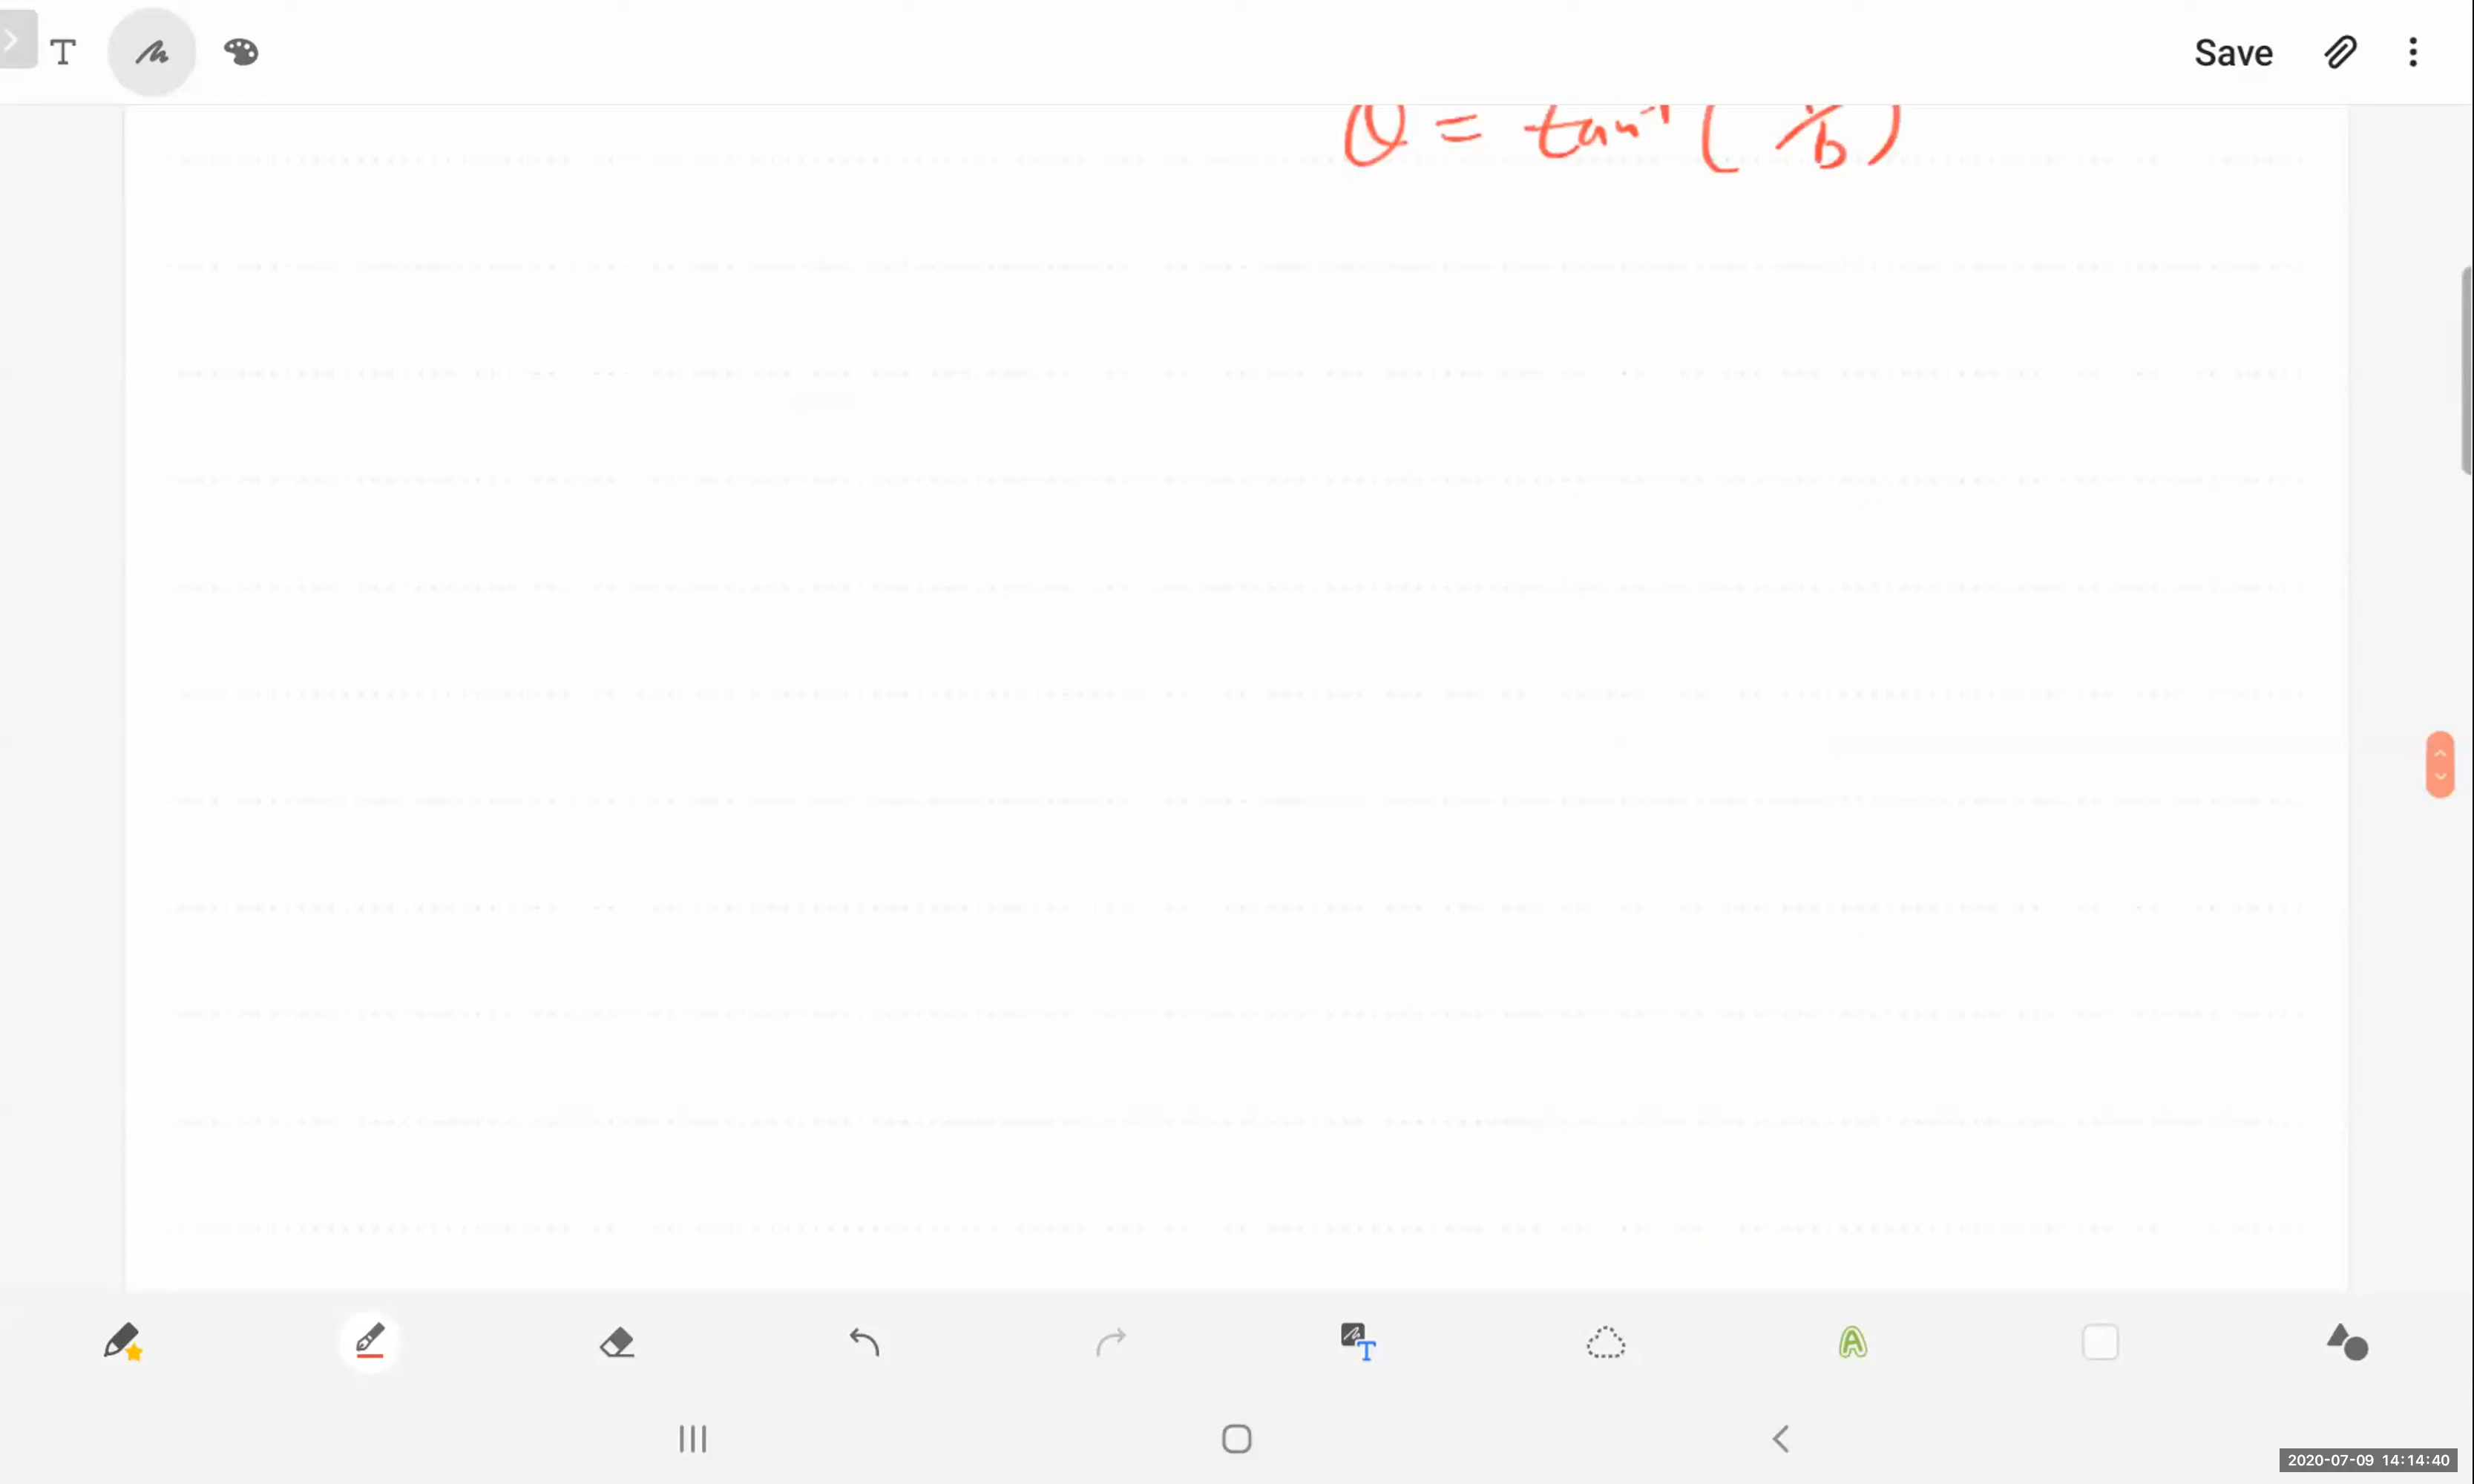 T Save
θ = tan⁻¹ ( /b )
T A
2020-07-09 14:14:40